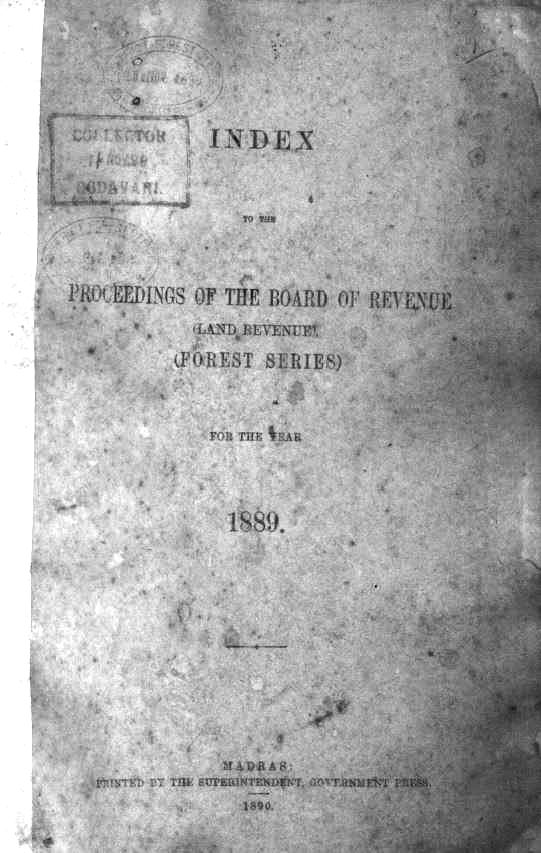 COLLECTOR
GODAVARI.
INDEX
TO THE
PROCEEDINGS OF THE BOARD OF REVENUE
(LAND REVENUE),
(FOREST SERIES)
FOR THE YEAR
1889.
MADRAS:
PRINTED BY THE SUPERINTENDENT, GOVERNMENT PRESS.
1890.